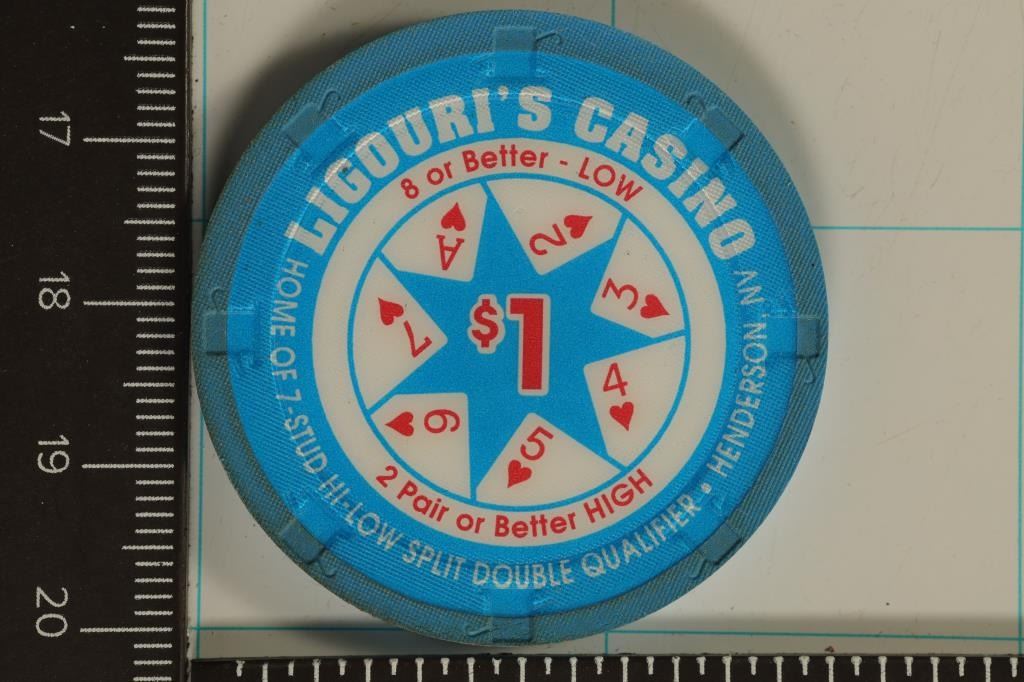 LIGOURI'S CASINO
8 or Better - LOW
A
2
3
4
5
6
7
$1
2 Pair or Better HIGH
HOME OF 7-STUD HI-LOW SPLIT DOUBLE QUALIFIER • HENDERSON, NV
17
18
19
20